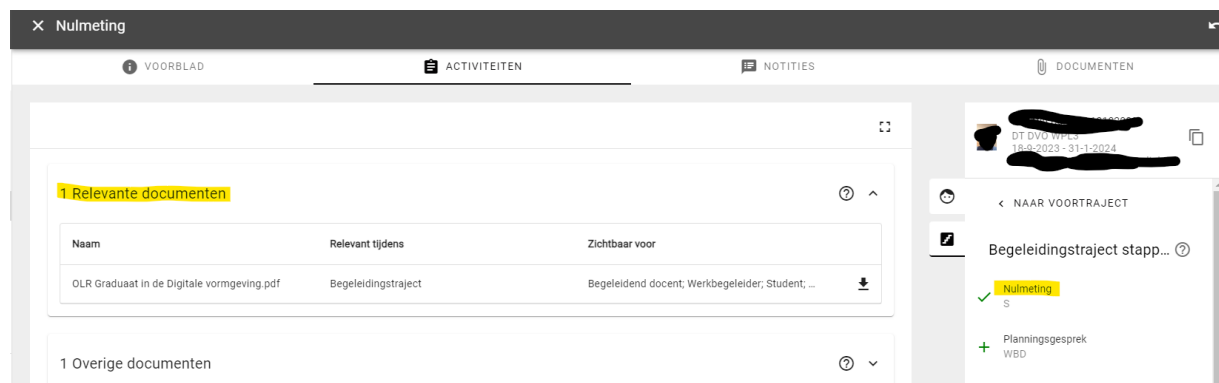 Nulmeting
VOORBLAD
ACTIVITEITEN
NOTITIES
DOCUMENTEN
DT DVO WPL3
18-9-2023 - 31-1-2024
1 Relevante documenten
Naam Relevant tijdens Zichtbaar voor
OLR Graduaat in de Digitale vormgeving.pdf Begeleidingstraject Begeleidend docent; Werkbegeleider; Student; ...
1 Overige documenten
< NAAR VOORTRAJECT
Begeleidingstraject stapp...
Nulmeting
S
Planningsgesprek
WBD